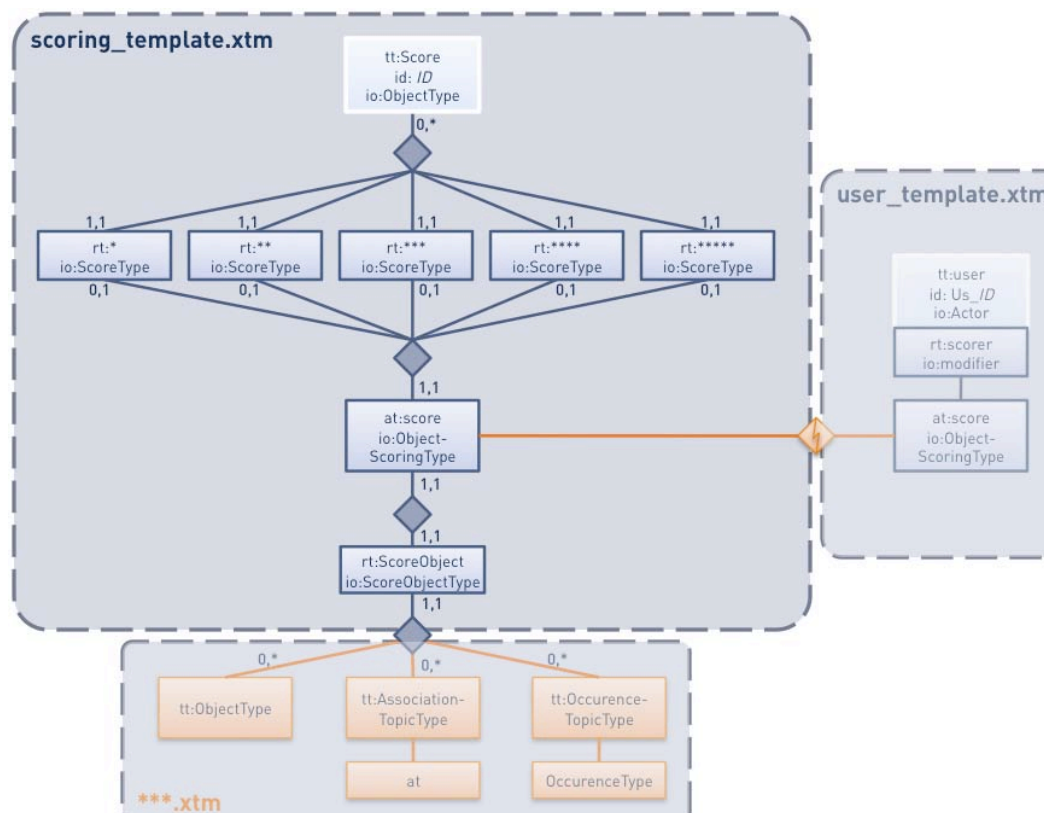 scoring_template.xtm
tt:Score
id: ID
io:ObjectType
0,*
1,1
1,1
1,1
1,1
1,1
rt:*
io:ScoreType
rt:**
io:ScoreType
rt:***
io:ScoreType
rt:****
io:ScoreType
rt:*****
io:ScoreType
0,1
0,1
0,1
0,1
0,1
1,1
at:score
io:Object-
ScoringType
1,1
1,1
rt:ScoreObject
io:ScoreObjectType
1,1
user_template.xtm
tt:user
id: Us_ID
io:Actor
rt:scorer
io:modifier
at:score
io:Object-
ScoringType
0,*
0,*
0,*
tt:ObjectType
tt:Association-
TopicType
tt:Occurence-
TopicType
at
OccurenceType
***.xtm